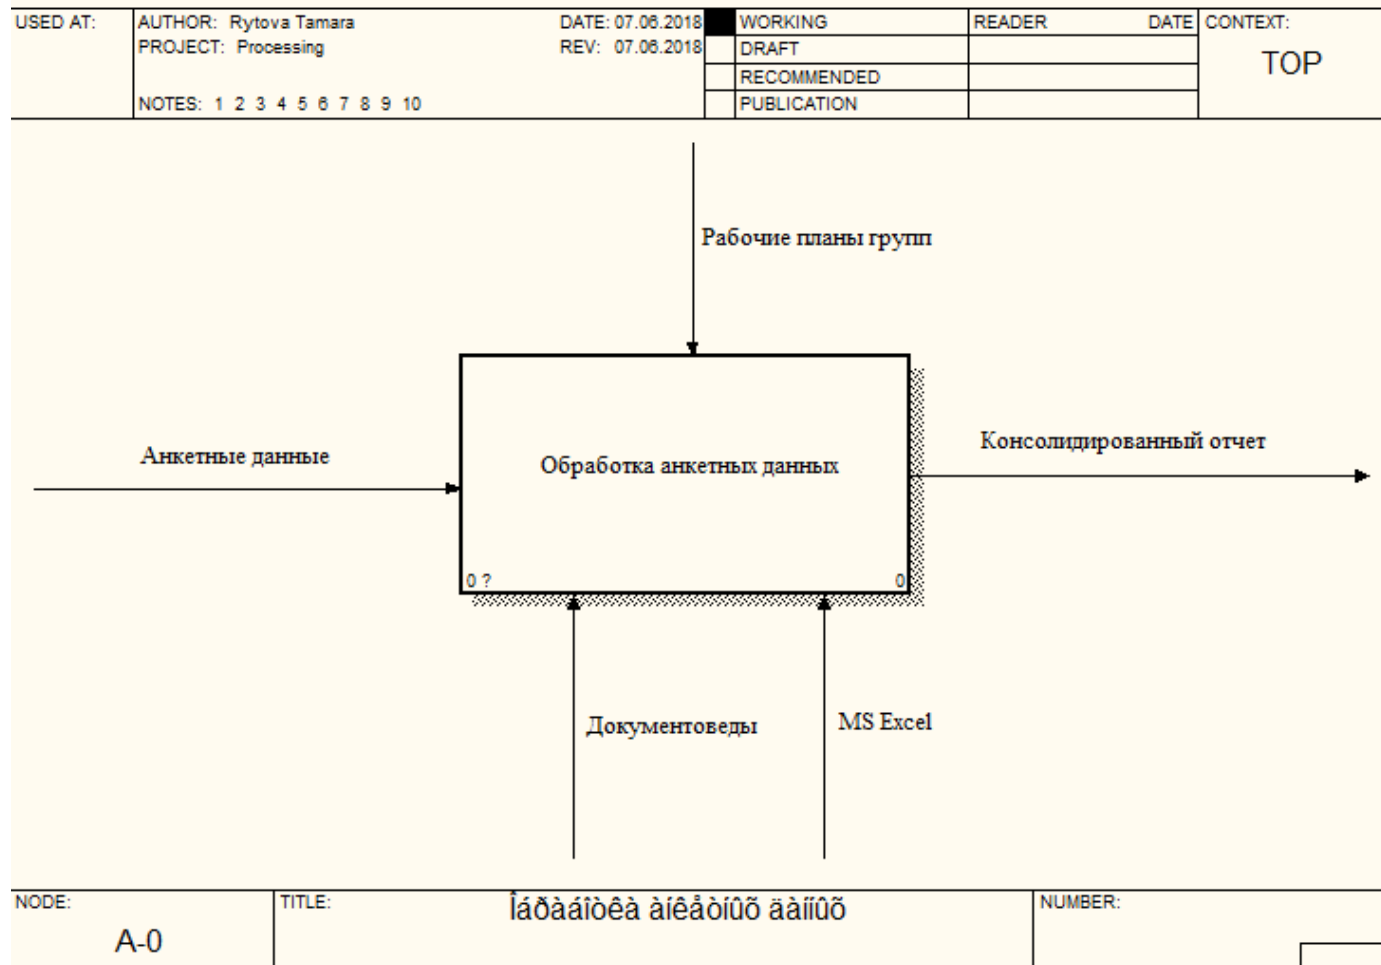 USED AT:
AUTHOR: Rytova Tamara
DATE: 07.06.2018
PROJECT: Processing
REV: 07.06.2018
NOTES: 1 2 3 4 5 6 7 8 9 10
WORKING
DRAFT
RECOMMENDED
PUBLICATION
READER DATE
CONTEXT:
TOP
Рабочие планы групп
Анкетные данные
Обработка анкетных данных
0 ?
0
Консолидированный отчет
Документоведы
MS Excel
NODE:
A-0
TITLE:
Îáðàáîòêà àíêåòíûõ äàííûõ
NUMBER: